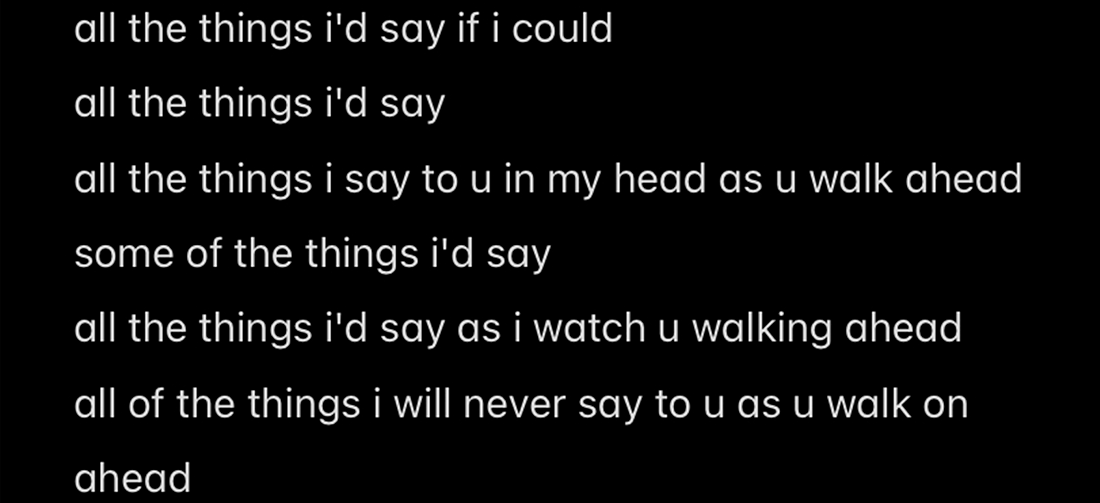 all the things i'd say if i could
all the things i'd say
all the things i say to u in my head as u walk ahead
some of the things i'd say
all the things i'd say as i watch u walking ahead
all of the things i will never say to u as u walk on
ahead